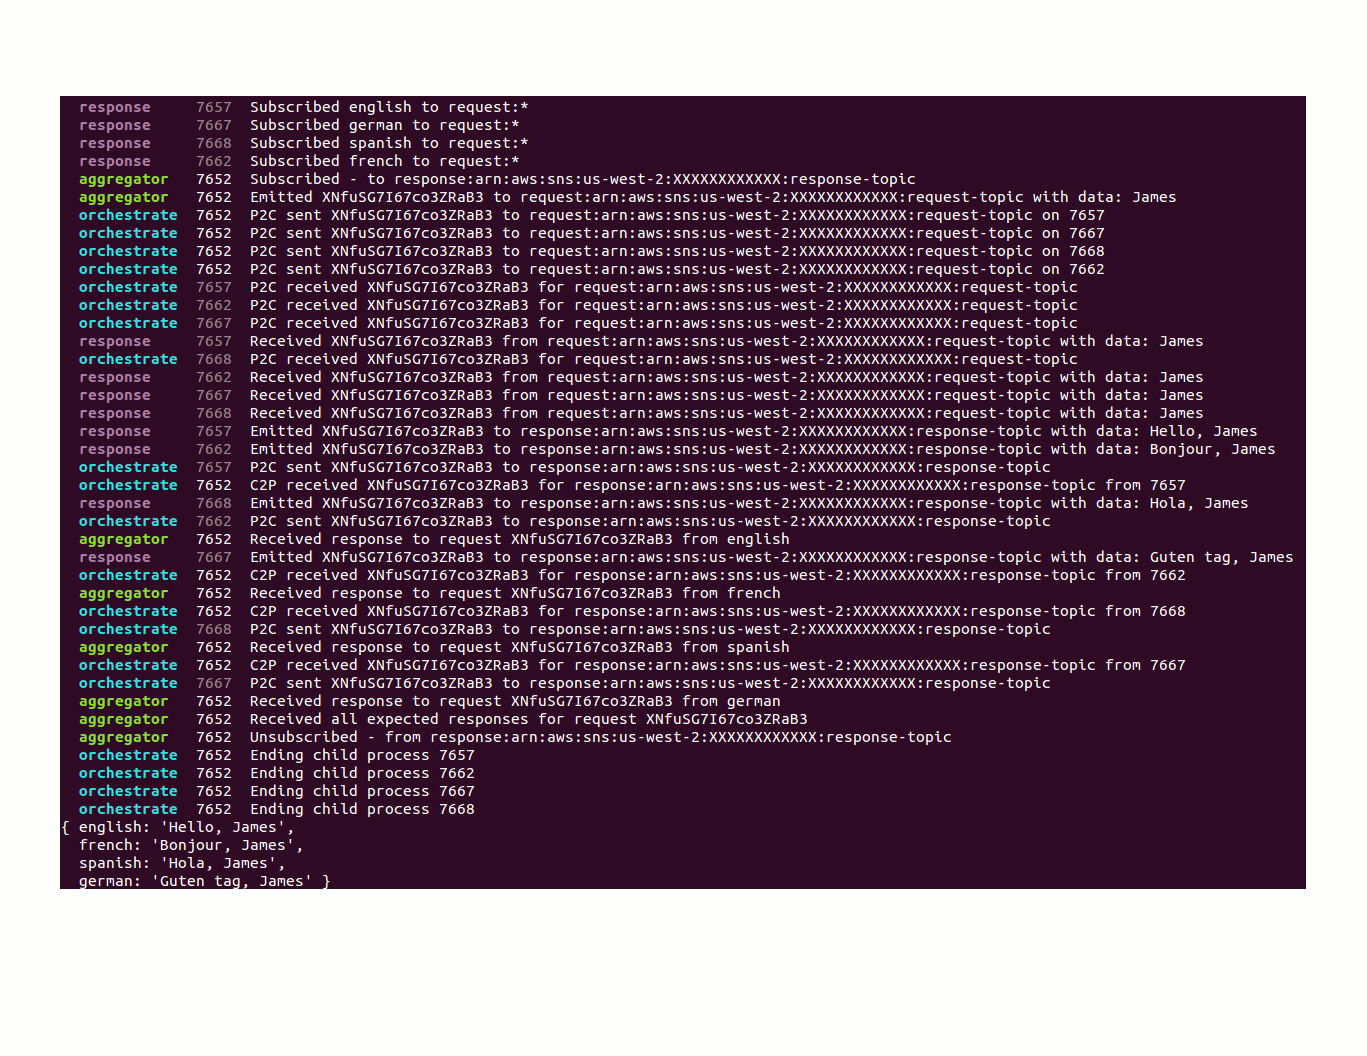 response 7657 Subscribed english to request:*
response 7667 Subscribed german to request:*
response 7668 Subscribed spanish to request:*
response 7662 Subscribed french to request:*
aggregator 7652 Subscribed - to response:arn:aws:sns:us-west-2:XXXXXXXXXXXX:response-topic
aggregator 7652 Emitted XNfuSG7I67co3ZRaB3 to request:arn:aws:sns:us-west-2:XXXXXXXXXXXX:request-topic with data: James
orchestrate 7652 P2C sent XNfuSG7I67co3ZRaB3 to request:arn:aws:sns:us-west-2:XXXXXXXXXXXX:request-topic on 7657
orchestrate 7652 P2C sent XNfuSG7I67co3ZRaB3 to request:arn:aws:sns:us-west-2:XXXXXXXXXXXX:request-topic on 7667
orchestrate 7652 P2C sent XNfuSG7I67co3ZRaB3 to request:arn:aws:sns:us-west-2:XXXXXXXXXXXX:request-topic on 7668
orchestrate 7652 P2C sent XNfuSG7I67co3ZRaB3 to request:arn:aws:sns:us-west-2:XXXXXXXXXXXX:request-topic on 7662
orchestrate 7657 P2C received XNfuSG7I67co3ZRaB3 for request:arn:aws:sns:us-west-2:XXXXXXXXXXXX:request-topic
orchestrate 7662 P2C received XNfuSG7I67co3ZRaB3 for request:arn:aws:sns:us-west-2:XXXXXXXXXXXX:request-topic
orchestrate 7667 P2C received XNfuSG7I67co3ZRaB3 for request:arn:aws:sns:us-west-2:XXXXXXXXXXXX:request-topic
response 7657 Received XNfuSG7I67co3ZRaB3 from request:arn:aws:sns:us-west-2:XXXXXXXXXXXX:request-topic with data: James
orchestrate 7668 P2C received XNfuSG7I67co3ZRaB3 for request:arn:aws:sns:us-west-2:XXXXXXXXXXXX:request-topic
response 7662 Received XNfuSG7I67co3ZRaB3 from request:arn:aws:sns:us-west-2:XXXXXXXXXXXX:request-topic with data: James
response 7667 Received XNfuSG7I67co3ZRaB3 from request:arn:aws:sns:us-west-2:XXXXXXXXXXXX:request-topic with data: James
response 7668 Received XNfuSG7I67co3ZRaB3 from request:arn:aws:sns:us-west-2:XXXXXXXXXXXX:request-topic with data: James
response 7657 Emitted XNfuSG7I67co3ZRaB3 to response:arn:aws:sns:us-west-2:XXXXXXXXXXXX:response-topic with data: Hello, James
response 7662 Emitted XNfuSG7I67co3ZRaB3 to response:arn:aws:sns:us-west-2:XXXXXXXXXXXX:response-topic with data: Bonjour, James
orchestrate 7657 P2C sent XNfuSG7I67co3ZRaB3 to response:arn:aws:sns:us-west-2:XXXXXXXXXXXX:response-topic
orchestrate 7652 C2P received XNfuSG7I67co3ZRaB3 for response:arn:aws:sns:us-west-2:XXXXXXXXXXXX:response-topic from 7657
response 7668 Emitted XNfuSG7I67co3ZRaB3 to response:arn:aws:sns:us-west-2:XXXXXXXXXXXX:response-topic with data: Hola, James
orchestrate 7662 P2C sent XNfuSG7I67co3ZRaB3 to response:arn:aws:sns:us-west-2:XXXXXXXXXXXX:response-topic
aggregator 7652 Received response to request XNfuSG7I67co3ZRaB3 from english
response 7667 Emitted XNfuSG7I67co3ZRaB3 to response:arn:aws:sns:us-west-2:XXXXXXXXXXXX:response-topic with data: Guten tag, James
orchestrate 7652 C2P received XNfuSG7I67co3ZRaB3 for response:arn:aws:sns:us-west-2:XXXXXXXXXXXX:response-topic from 7662
aggregator 7652 Received response to request XNfuSG7I67co3ZRaB3 from french
orchestrate 7652 C2P received XNfuSG7I67co3ZRaB3 for response:arn:aws:sns:us-west-2:XXXXXXXXXXXX:response-topic from 7668
orchestrate 7668 P2C sent XNfuSG7I67co3ZRaB3 to response:arn:aws:sns:us-west-2:XXXXXXXXXXXX:response-topic
aggregator 7652 Received response to request XNfuSG7I67co3ZRaB3 from spanish
orchestrate 7652 C2P received XNfuSG7I67co3ZRaB3 for response:arn:aws:sns:us-west-2:XXXXXXXXXXXX:response-topic from 7667
orchestrate 7667 P2C sent XNfuSG7I67co3ZRaB3 to response:arn:aws:sns:us-west-2:XXXXXXXXXXXX:response-topic
aggregator 7652 Received response to request XNfuSG7I67co3ZRaB3 from german
aggregator 7652 Received all expected responses for request XNfuSG7I67co3ZRaB3
aggregator 7652 Unsubscribed - from response:arn:aws:sns:us-west-2:XXXXXXXXXXXX:response-topic
orchestrate 7652 Ending child process 7657
orchestrate 7652 Ending child process 7662
orchestrate 7652 Ending child process 7667
orchestrate 7652 Ending child process 7668
{ english: 'Hello, James',
french: 'Bonjour, James',
spanish: 'Hola, James',
german: 'Guten tag, James' }